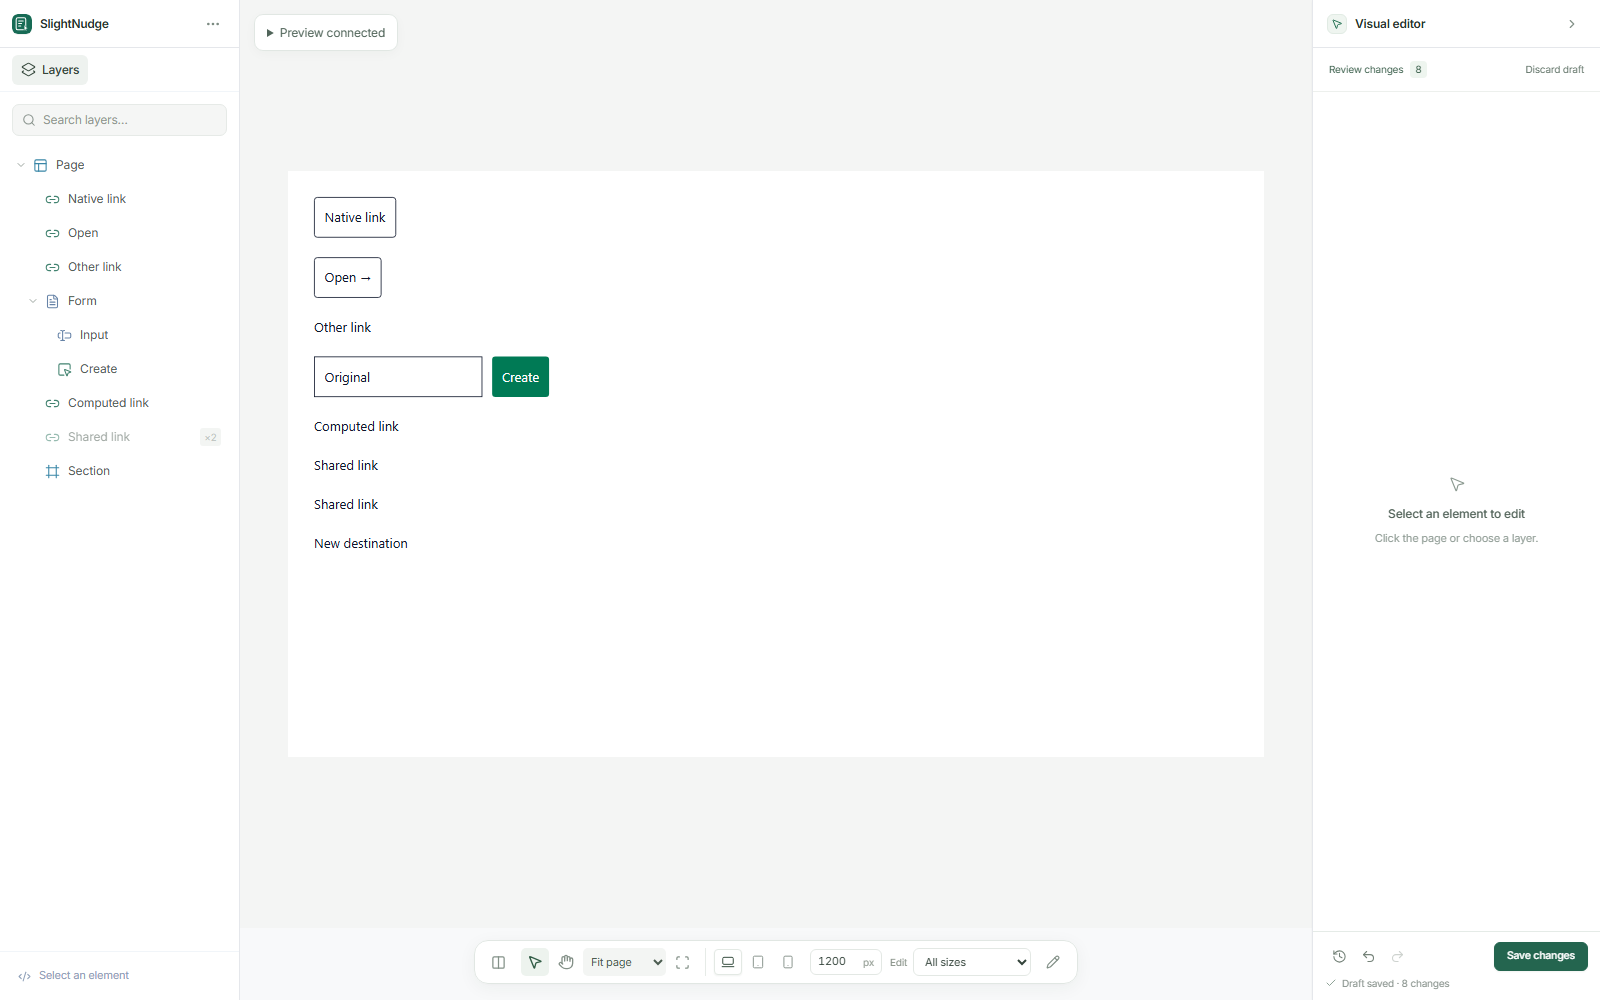 SlightNudge
Layers
Search layers...
Page
Native link
Open
Other link
Form
Input
Create
Computed link
Shared link ×2
Section
Select an element
Preview connected
Native link
Open →
Other link
Original
Create
Computed link
Shared link
Shared link
New destination
Fit page
1200 px
Edit
All sizes
Visual editor
Review changes 8
Discard draft
Select an element to edit
Click the page or choose a layer.
Save changes
Draft saved · 8 changes